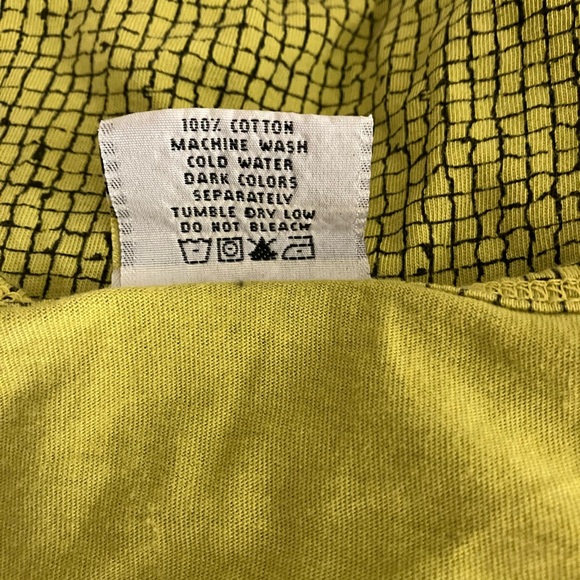 100% COTTON
MACHINE WASH
COLD WATER
DARK COLORS
SEPARATELY
TUMBLE DRY LOW
DO NOT BLEACH